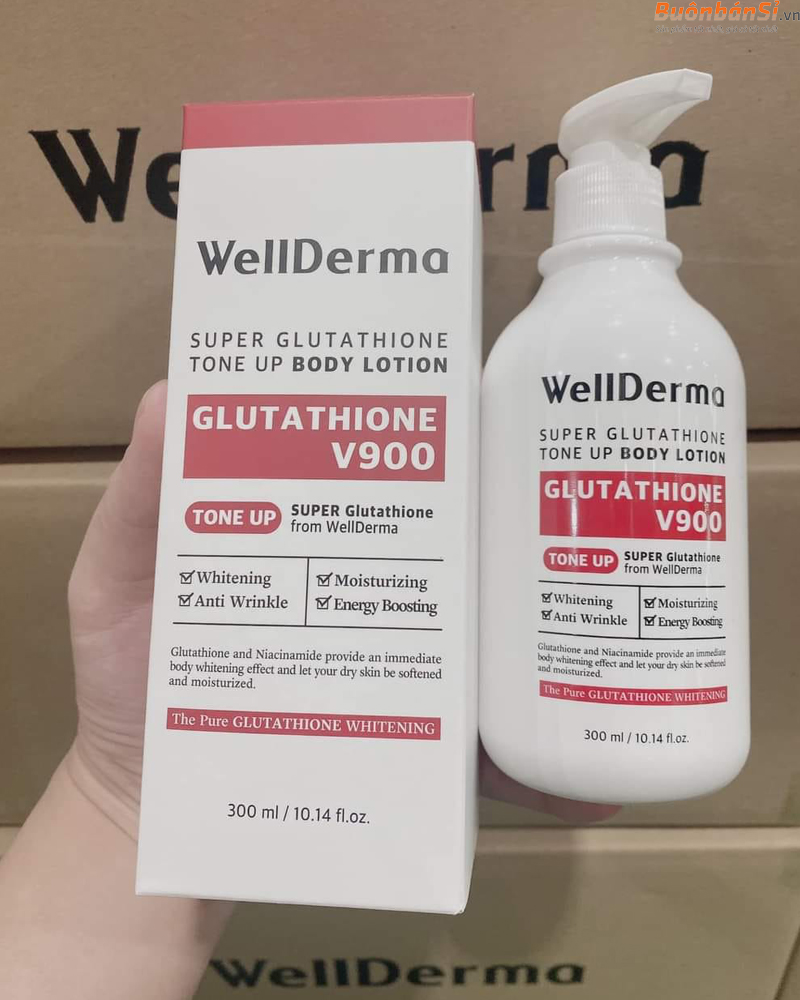 BuônbánSỉ.vn
WellDerma
SUPER GLUTATHIONE
TONE UP BODY LOTION
GLUTATHIONE
V900
TONE UP
SUPER Glutathione
from WellDerma
Whitening
Moisturizing
Anti Wrinkle
Energy Boosting
Glutathione and Niacinamide provide an immediate
body whitening effect and let your dry skin be softened
and moisturized.
The Pure GLUTATHIONE WHITENING
300 ml / 10.14 fl.oz.
WellDerma
SUPER GLUTATHIONE
TONE UP BODY LOTION
GLUTATHIONE
V900
TONE UP
SUPER Glutathione
from WellDerma
Whitening
Moisturizing
Anti Wrinkle
Energy Boosting
Glutathione and Niacinamide provide an immediate
body whitening effect and let your dry skin be softened
and moisturized.
The Pure GLUTATHIONE WHITENING
300 ml / 10.14 fl.oz.
WellDerma